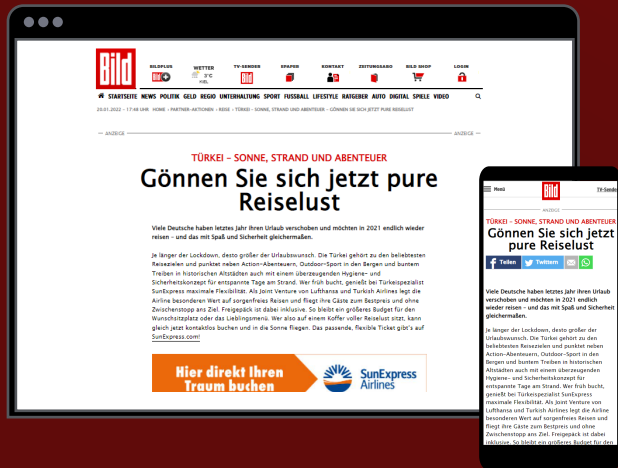 Bild
BILDPLUS WETTER TV-SENDER EPAPER KONTAKT ZEITUNGSABO BILD SHOP LOGIN
Bild 3°C Bild
KIEL
STARTSEITE NEWS POLITIK GELD REGIO UNTERHALTUNG SPORT FUSSBALL LIFESTYLE RATGEBER AUTO DIGITAL SPIELE VIDEO
20.01.2022 - 17:48 UHR HOME › PARTNER-AKTIONEN › REISE › TÜRKEI – SONNE, STRAND UND ABENTEUER – GÖNNEN SIE SICH JETZT PURE REISELUST
ANZEIGE ANZEIGE
TÜRKEI – SONNE, STRAND UND ABENTEUER
Gönnen Sie sich jetzt pure
Reiselust
Viele Deutsche haben letztes Jahr ihren Urlaub verschoben und möchten in 2021 endlich wieder
reisen – und das mit Spaß und Sicherheit gleichermaßen.
Je länger der Lockdown, desto größer der Urlaubswunsch. Die Türkei gehört zu den beliebtesten
Reisezielen und punktet neben Action-Abenteuern, Outdoor-Sport in den Bergen und buntem
Treiben in historischen Altstädten auch mit einem überzeugenden Hygiene- und
Sicherheitskonzept für entspannte Tage am Strand. Wer früh bucht, genießt bei Türkeispezialist
SunExpress maximale Flexibilität. Als Joint Venture von Lufthansa und Turkish Airlines legt die
Airline besonderen Wert auf sorgenfreies Reisen und fliegt ihre Gäste zum Bestpreis und ohne
Zwischenstopp ans Ziel. Freigepäck ist dabei inklusive. So bleibt ein größeres Budget für den
Wunschsitzplatz oder das Lieblingsmenü. Wer also auf einem Koffer voller Reiselust sitzt, kann
gleich jetzt kontaktlos buchen und in die Sonne fliegen. Das passende, flexible Ticket gibt's auf
SunExpress.com!
Hier direkt Ihren
Traum buchen
SunExpress
Airlines
Menü Bild TV-Sender
ANZEIGE
TÜRKEI – SONNE, STRAND UND ABENTEUER
Gönnen Sie sich jetzt
pure Reiselust
Teilen Twittern
Viele Deutsche haben letztes Jahr ihren Urlaub
verschoben und möchten in 2021 endlich
wieder reisen – und das mit Spaß und Sicherheit
gleichermaßen.
Je länger der Lockdown, desto größer der
Urlaubswunsch. Die Türkei gehört zu den
beliebtesten Reisezielen und punktet neben
Action-Abenteuern, Outdoor-Sport in den
Bergen und buntem Treiben in historischen
Altstädten auch mit einem überzeugenden
Hygiene- und Sicherheitskonzept für
entspannte Tage am Strand. Wer früh bucht,
genießt bei Türkeispezialist SunExpress
maximale Flexibilität. Als Joint Venture von
Lufthansa und Turkish Airlines legt die Airline
besonderen Wert auf sorgenfreies Reisen und
fliegt ihre Gäste zum Bestpreis und ohne
Zwischenstopp ans Ziel. Freigepäck ist dabei
inklusive. So bleibt ein größeres Budget für den